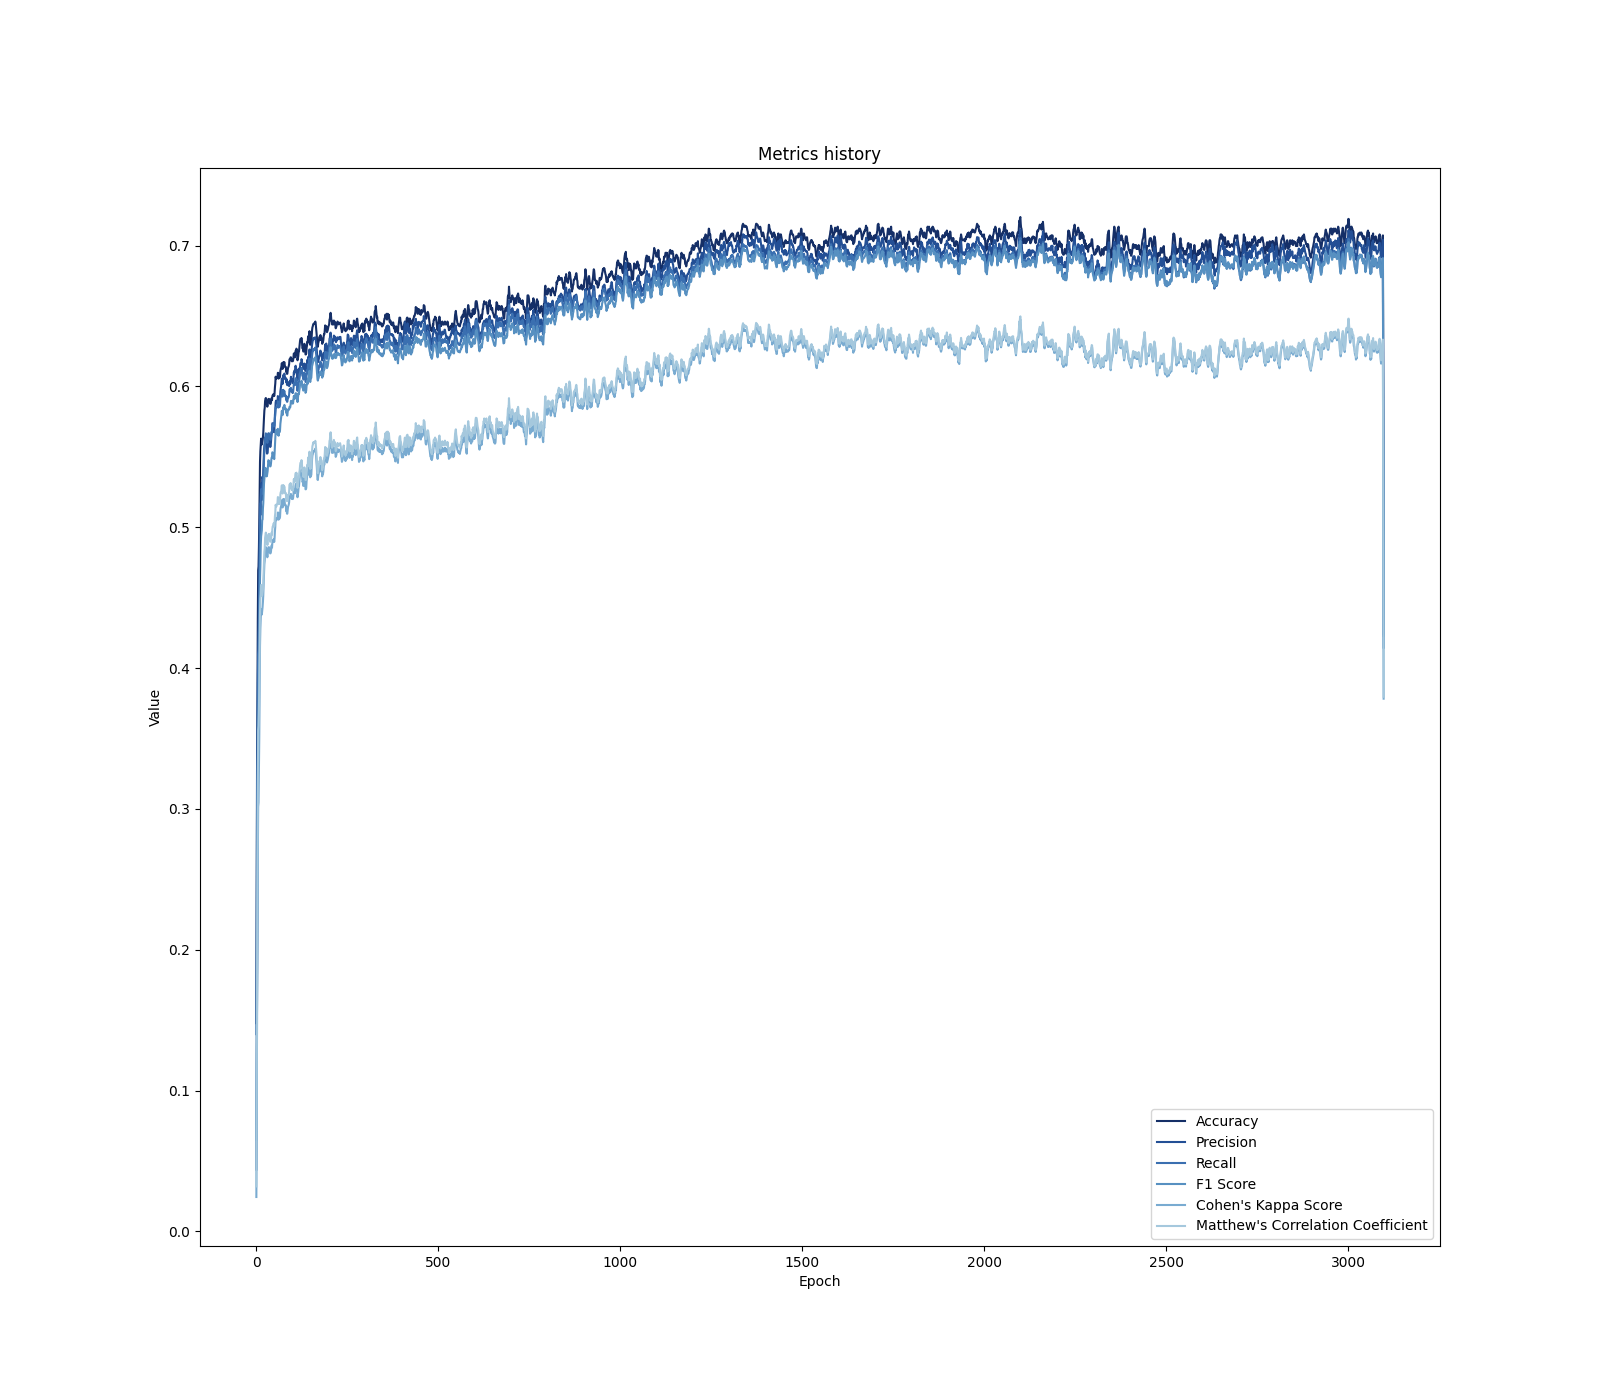 Metrics history
Value
0.7
0.6
0.5
0.4
0.3
0.2
0.1
0.0
0 500 1000 1500 2000 2500 3000
Epoch
Accuracy
Precision
Recall
F1 Score
Cohen's Kappa Score
Matthew's Correlation Coefficient